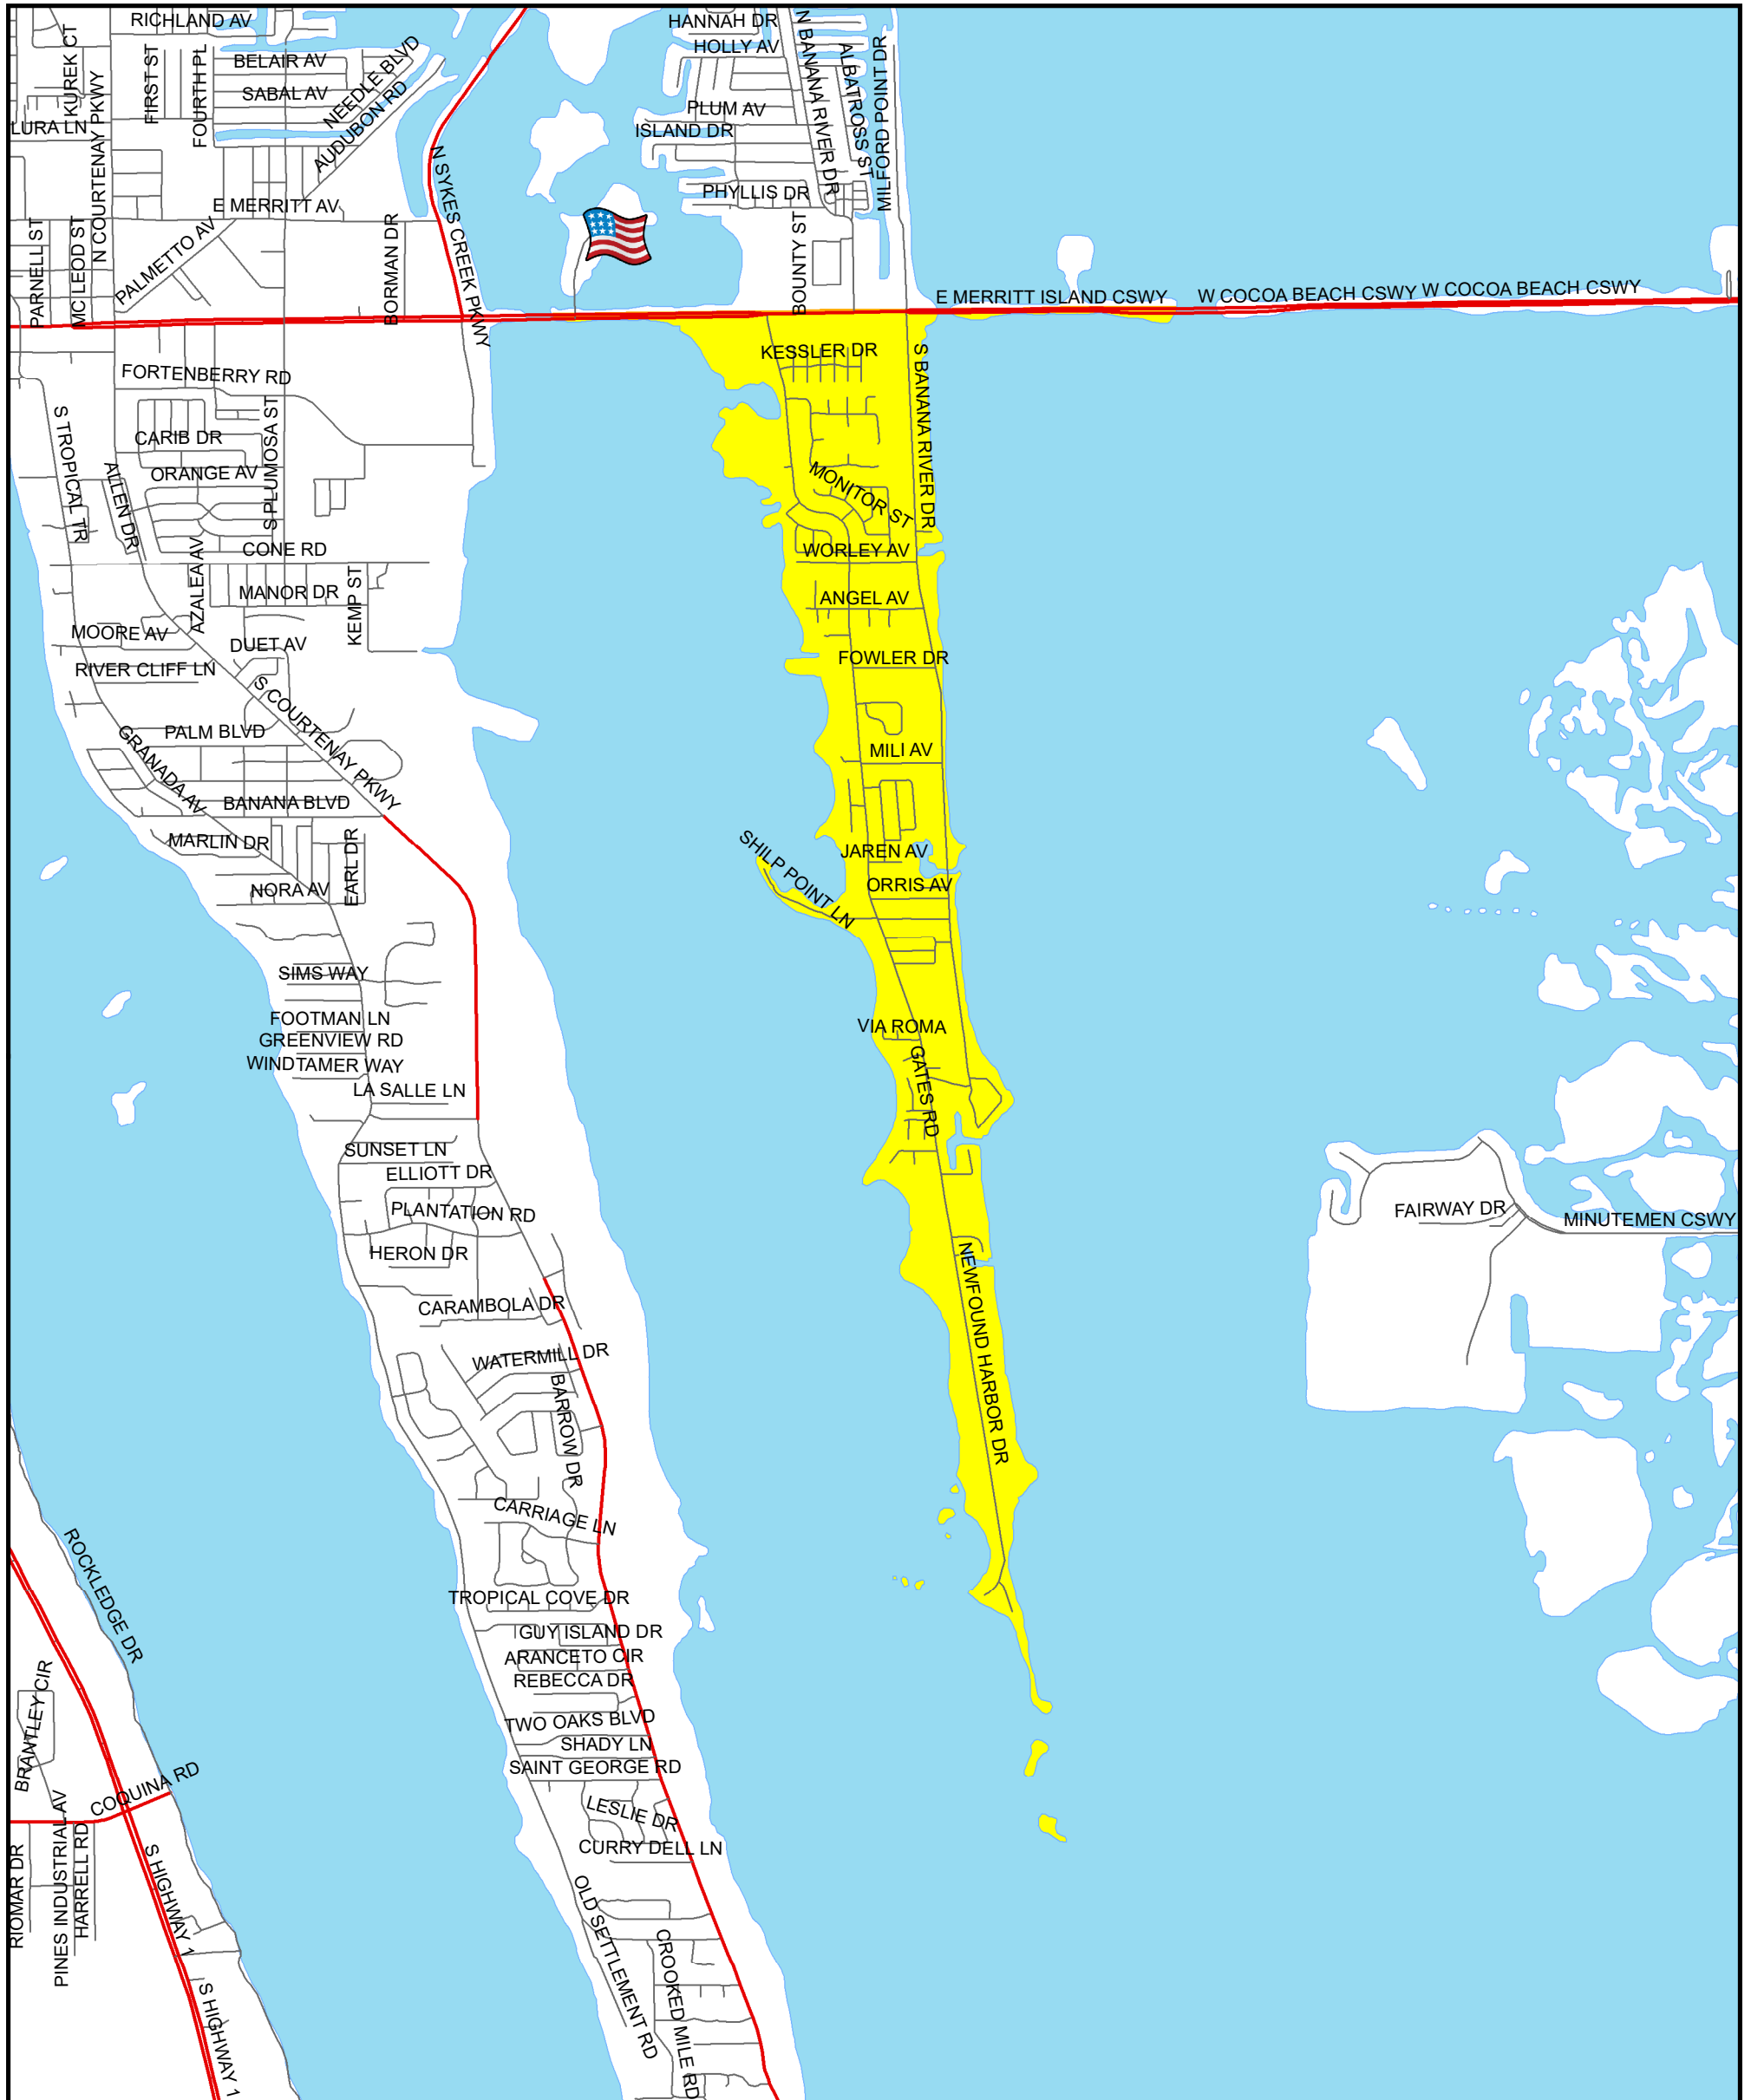 RICHLAND AV
HANNAH DR
KUREK CT
FIRST ST
FOURTH PL
BELAIR AV
NEEDLE BLVD
HOLLY AV
N BANANA RIVER DR
ALBATROSS ST
MILFORD POINT DR
SABAL AV
AUDUBON RD
PLUM AV
LURA LN
N COURTENAY PKWY
ISLAND DR
N SYKES CREEK PKWY
PHYLLIS DR
E MERRITT AV
PARNELL ST
MC LEOD ST
PALMETTO AV
BORMAN DR
BOUNTY ST
E MERRITT ISLAND CSWY
W COCOA BEACH CSWY
W COCOA BEACH CSWY
KESSLER DR
S BANANA RIVER DR
FORTENBERRY RD
S TROPICAL TR
CARIB DR
S PLUMOSA ST
ALLEN DR
ORANGE AV
MONITOR ST
CONE RD
WORLEY AV
AZALEA AV
MANOR DR
KEMP ST
ANGEL AV
MOORE AV
DUET AV
RIVER CLIFF LN
FOWLER DR
S COURTENAY PKWY
PALM BLVD
GRANADA AV
MILI AV
BANANA BLVD
MARLIN DR
EARL DR
SHILP POINT LN
JAREN AV
NORA AV
ORRIS AV
SIMS WAY
FOOTMAN LN
VIA ROMA
GREENVIEW RD
WINDTAMER WAY
GATES RD
LA SALLE LN
SUNSET LN
ELLIOTT DR
PLANTATION RD
FAIRWAY DR
MINUTEMEN CSWY
HERON DR
NEWFOUND HARBOR DR
CARAMBOLA DR
WATERMILL DR
BARROW DR
CARRIAGE LN
ROCKLEDGE DR
TROPICAL COVE DR
GUY ISLAND DR
ARANCETO CIR
REBECCA DR
BRANTLEY CIR
TWO OAKS BLVD
SHADY LN
SAINT GEORGE RD
COQUINA RD
LESLIE DR
CURRY DELL LN
RIOMAR DR
PINES INDUSTRIAL AV
HARRELL RD
S HIGHWAY 1
OLD SETTLEMENT RD
CROOKED MILE RD
S HIGHWAY 1